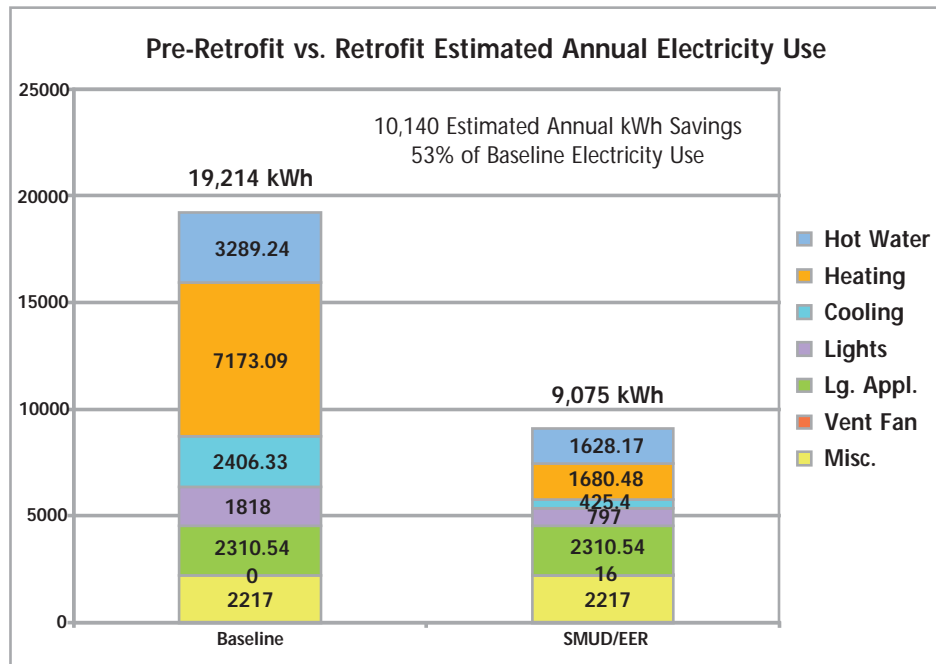 Pre-Retrofit vs. Retrofit Estimated Annual Electricity Use
25000
10,140 Estimated Annual kWh Savings
53% of Baseline Electricity Use
19,214 kWh
20000
3289.24
Hot Water
Heating
15000
Cooling
7173.09
Lights
9,075 kWh
Lg. Appl.
10000
Vent Fan
1628.17
2406.33
Misc.
1680.48
425.4
5000
1818
797
2310.54
2310.54
0
16
2217
2217
0
Baseline
SMUD/EER